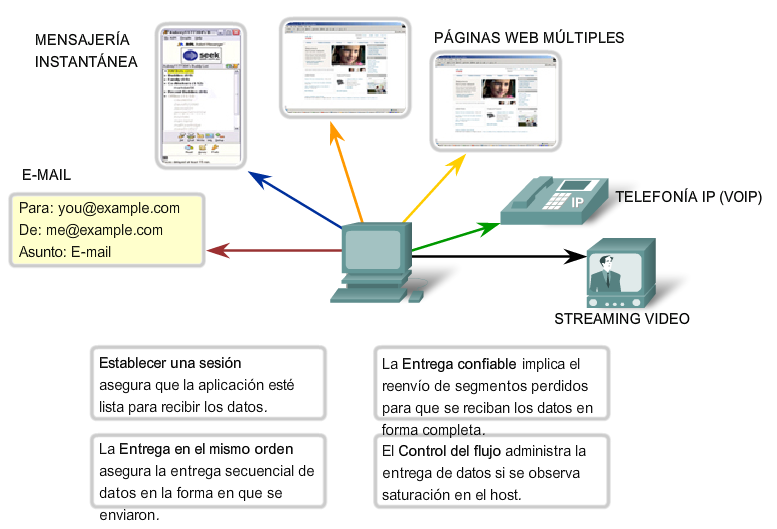 MENSAJERÍA
INSTANTÁNEA
seek
PÁGINAS WEB MÚLTIPLES
E-MAIL
Para: you@example.com
De: me@example.com
Asunto: E-mail
IP
TELEFONÍA IP (VOIP)
STREAMING VIDEO
Establecer una sesión
asegura que la aplicación esté
lista para recibir los datos.
La Entrega confiable implica el
reenvío de segmentos perdidos
para que se reciban los datos en
forma completa.
La Entrega en el mismo orden
asegura la entrega secuencial de
datos en la forma en que se
enviaron.
El Control del flujo administra la
entrega de datos si se observa
saturación en el host.